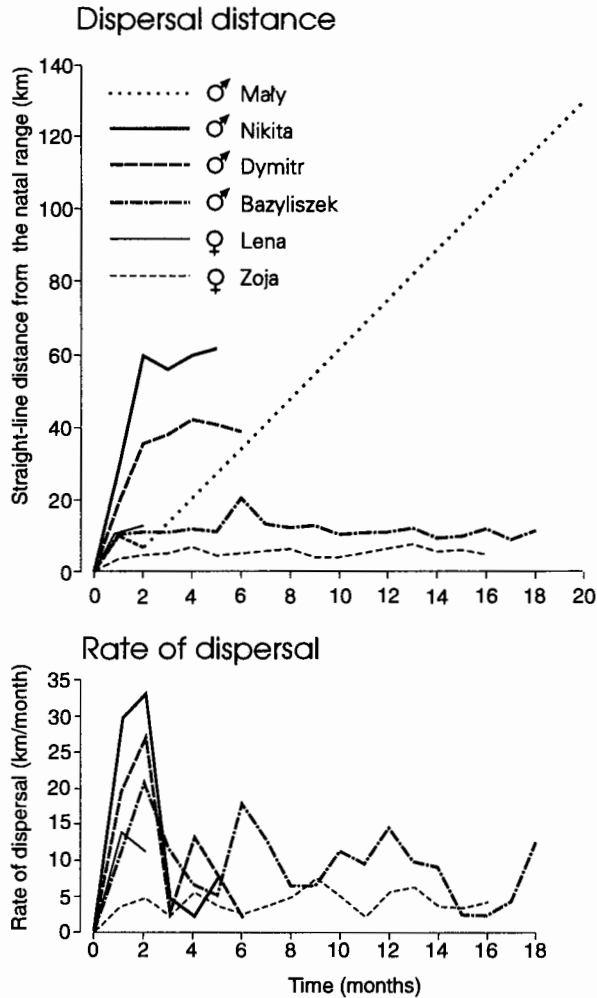 Dispersal distance
Straight-line distance from the natal range (km)
140
120
100
80
60
40
20
0
♂ Mały
♂ Nikita
♂ Dymitr
♂ Bazyliszek
♀ Lena
♀ Zoja
0 2 4 6 8 10 12 14 16 18 20
Rate of dispersal
Rate of dispersal (km/month)
35
30
25
20
15
10
5
0
0 2 4 6 8 10 12 14 16 18
Time (months)